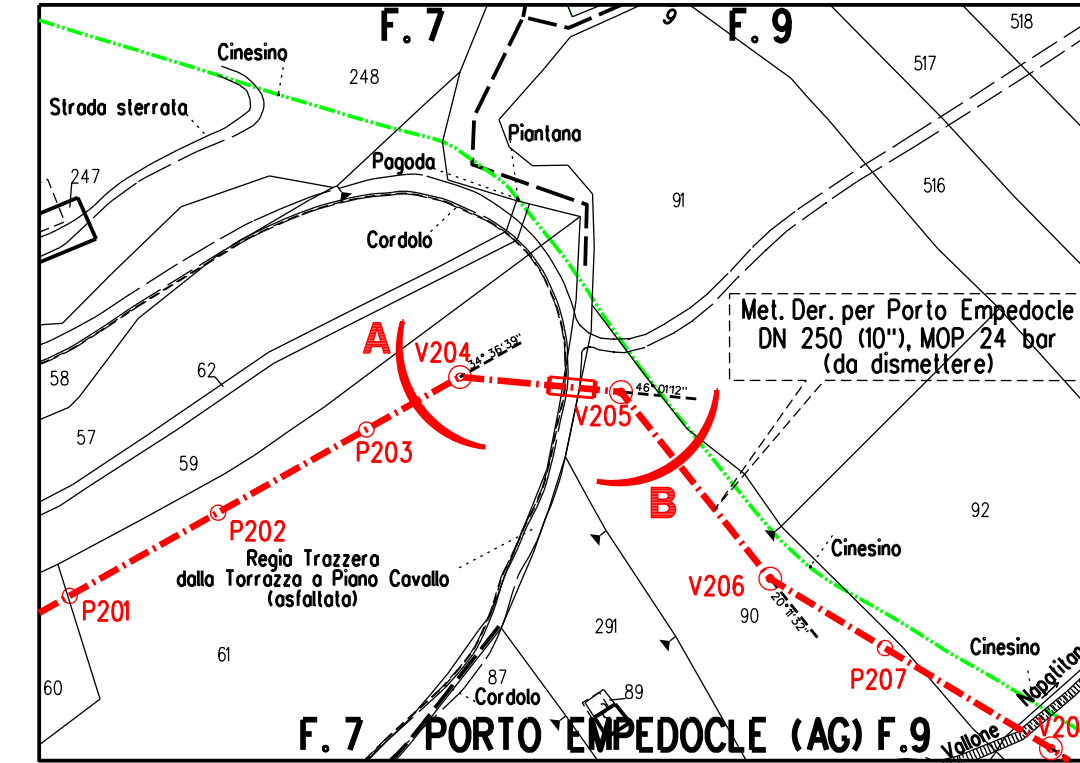 F. 7
9
F. 9
518
Cinesino
248
517
Strada sterrata
Piantana
Pagoda
247
516
91
Cordolo
Met. Der. per Porto Empedocle
DN 250 (10"), MOP 24 bar
(da dismettere)
A
V204
34° 36'39"
58
62
46° 01'12"
V205
57
P203
59
B
92
P202
Cinesino
Regia Trazzera
dalla Torrazza a Piano Cavallo
(asfaltata)
V206
20° 11'32"
P201
90
291
61
Cinesino
P207
60
87
89
Cordolo
Vallone
V20
F. 7
PORTO EMPEDOCLE (AG)
F.9